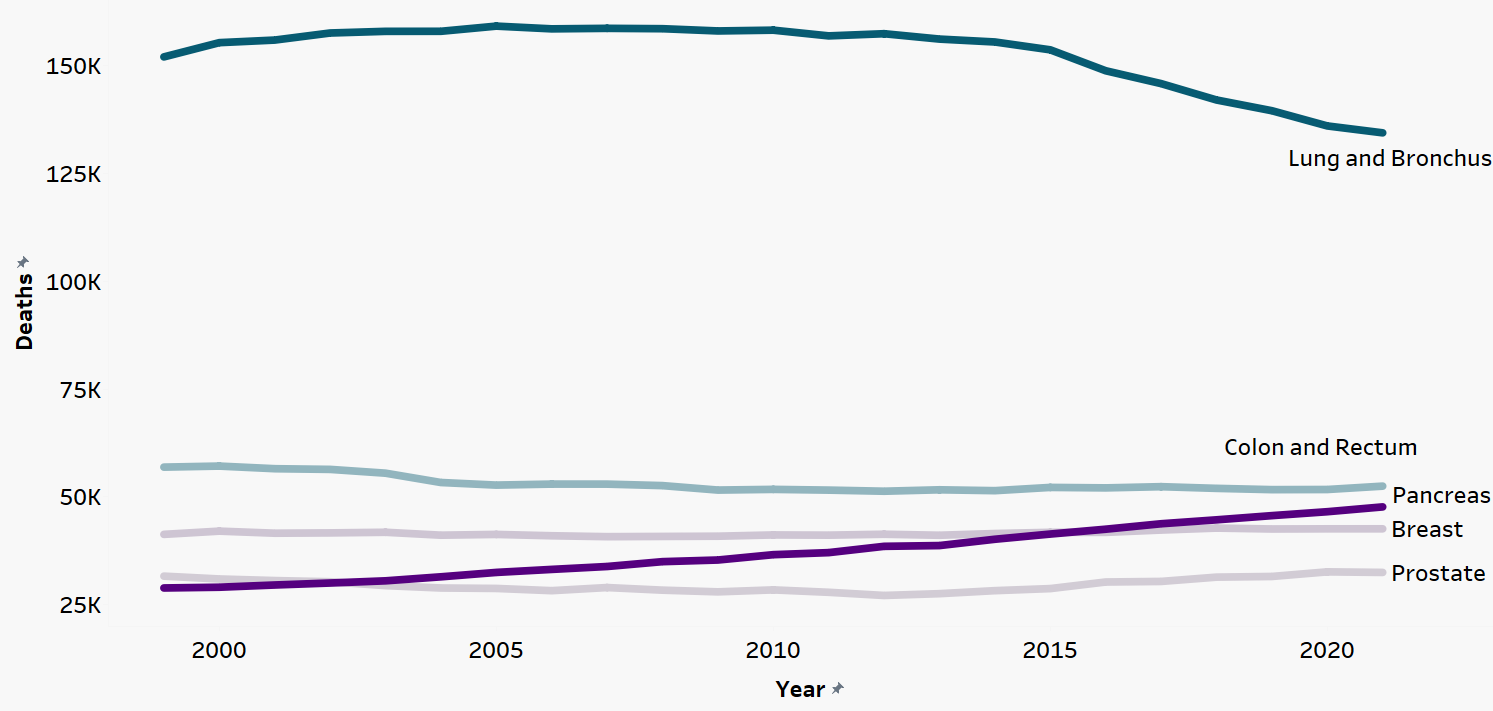 150K
125K
Lung and Bronchus
100K
Deaths
75K
Colon and Rectum
50K
Pancreas
Breast
Prostate
25K
2000 2005 2010 2015 2020
Year